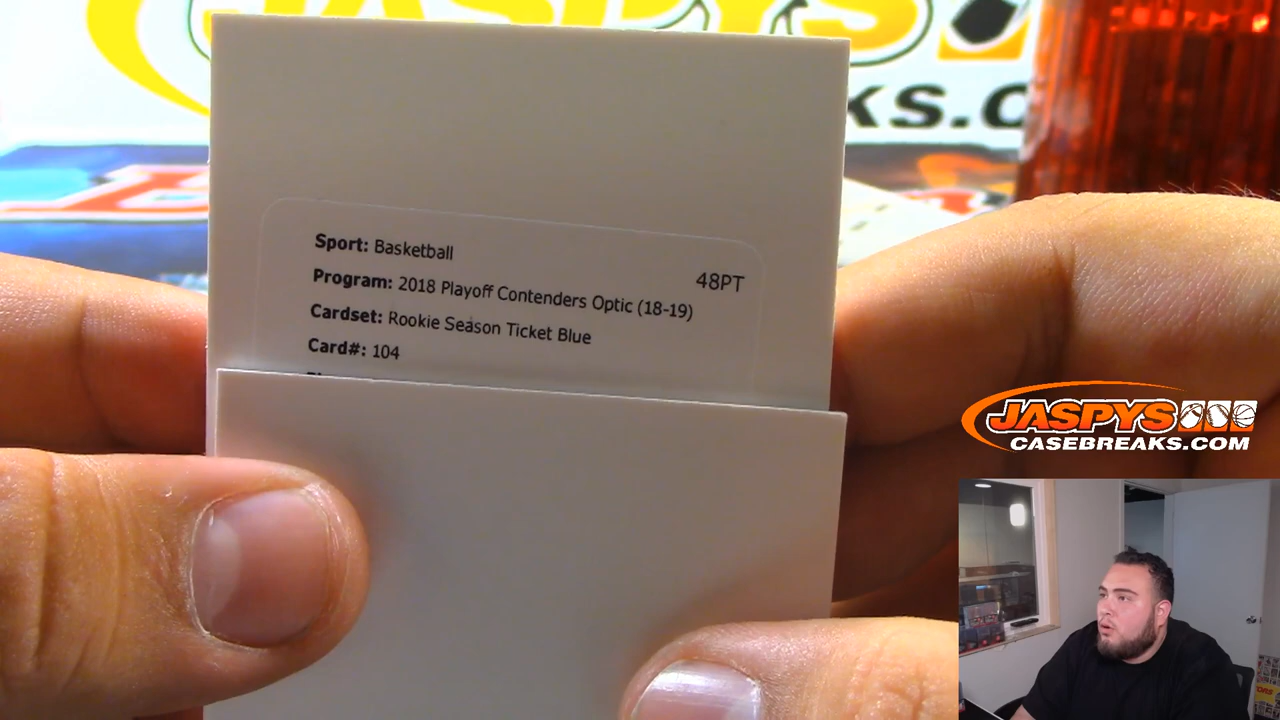 JASPYS
KS.C
Sport: Basketball
48PT
Program: 2018 Playoff Contenders Optic (18-19)
Cardset: Rookie Season Ticket Blue
Card#: 104
JASPYS
CASEBREAKS.COM